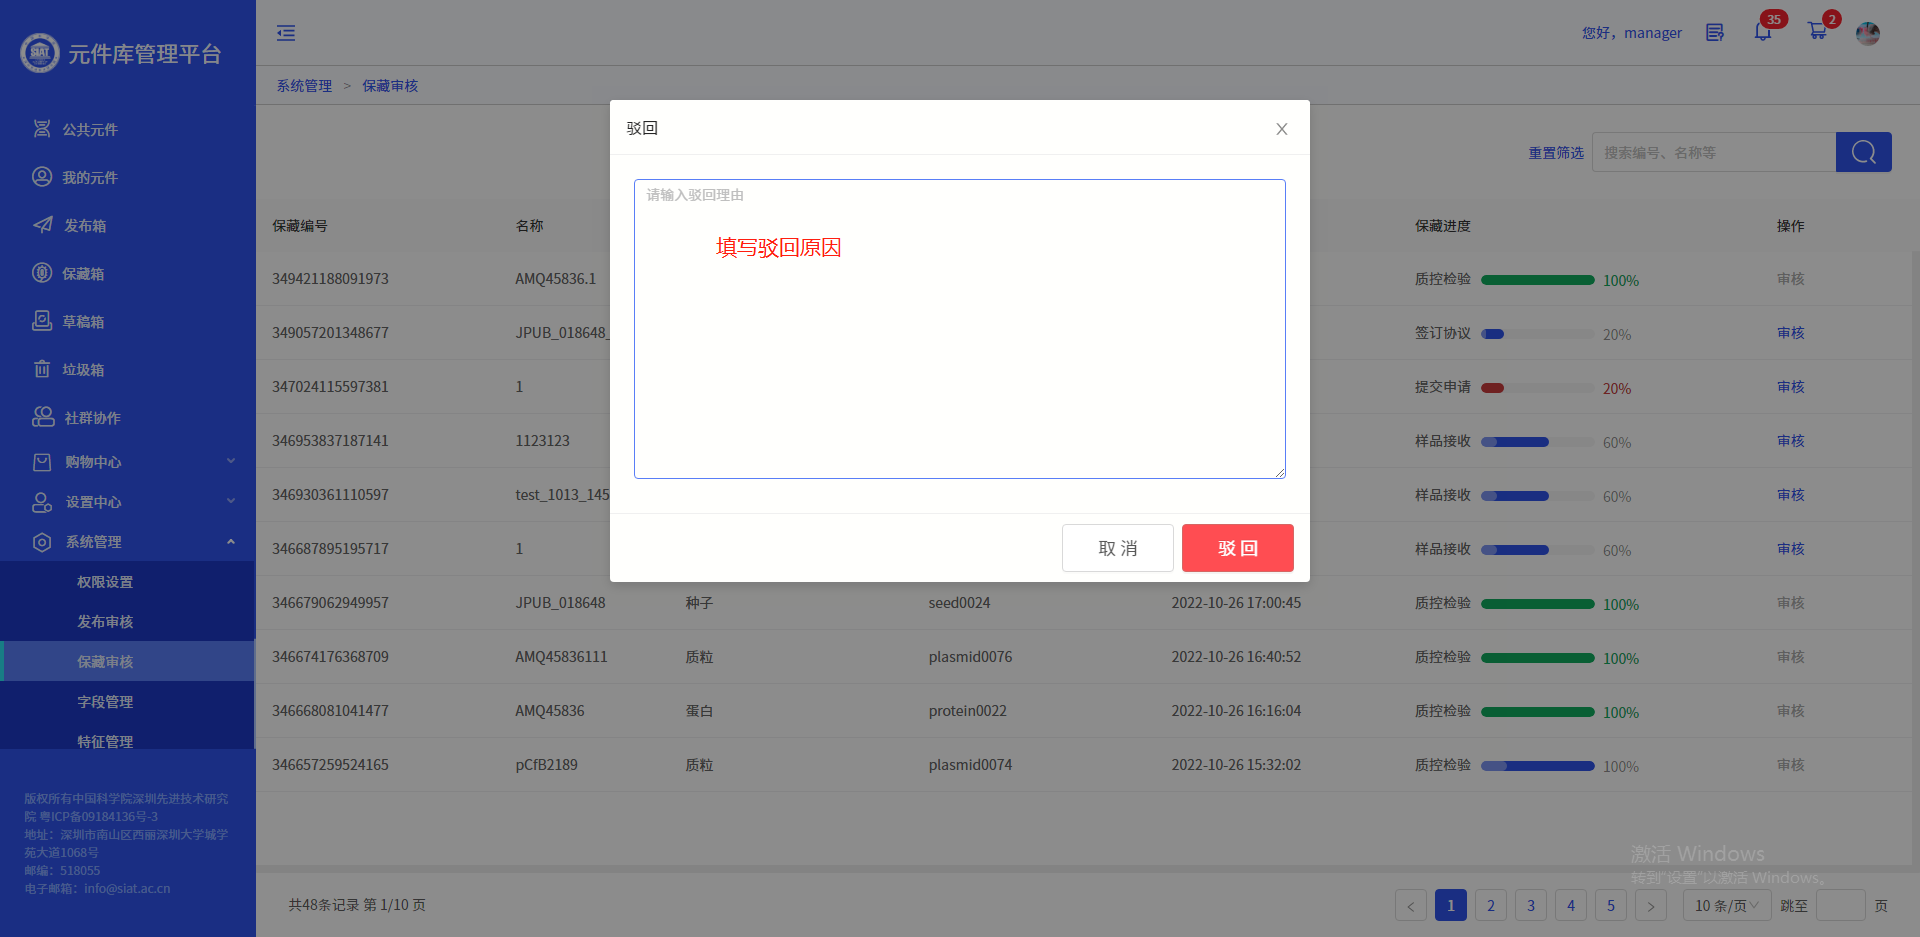 元件库管理平台
您好，manager
35
2
系统管理 > 保藏审核
公共元件
我的元件
发布箱
保藏箱
草稿箱
垃圾箱
社群协作
购物中心
设置中心
系统管理
权限设置
发布审核
保藏审核
字段管理
特征管理
版权所有中国科学院深圳先进技术研究
院 粤ICP备09184136号-3
地址：深圳市南山区西丽深圳大学城学
苑大道1068号
邮编：518055
电子邮箱：info@siat.ac.cn
重置筛选
搜索编号、名称等
驳回
请输入驳回理由
填写驳回原因
取 消
驳 回
保藏编号 名称 保藏进度 操作
349421188091973 AMQ45836.1 质控检验 100% 审核
349057201348677 JPUB_018648_ 签订协议 20% 审核
347024115597381 1 提交申请 20% 审核
346953837187141 1123123 样品接收 60% 审核
346930361110597 test_1013_145 样品接收 60% 审核
346687895195717 1 样品接收 60% 审核
346679062949957 JPUB_018648 种子 seed0024 2022-10-26 17:00:45 质控检验 100% 审核
346674176368709 AMQ45836111 质粒 plasmid0076 2022-10-26 16:40:52 质控检验 100% 审核
346668081041477 AMQ45836 蛋白 protein0022 2022-10-26 16:16:04 质控检验 100% 审核
346657259524165 pCfB2189 质粒 plasmid0074 2022-10-26 15:32:02 质控检验 100% 审核
激活 Windows
转到"设置"以激活 Windows。
共48条记录 第 1/10 页
< 1 2 3 4 5 > 10 条/页 跳至 页